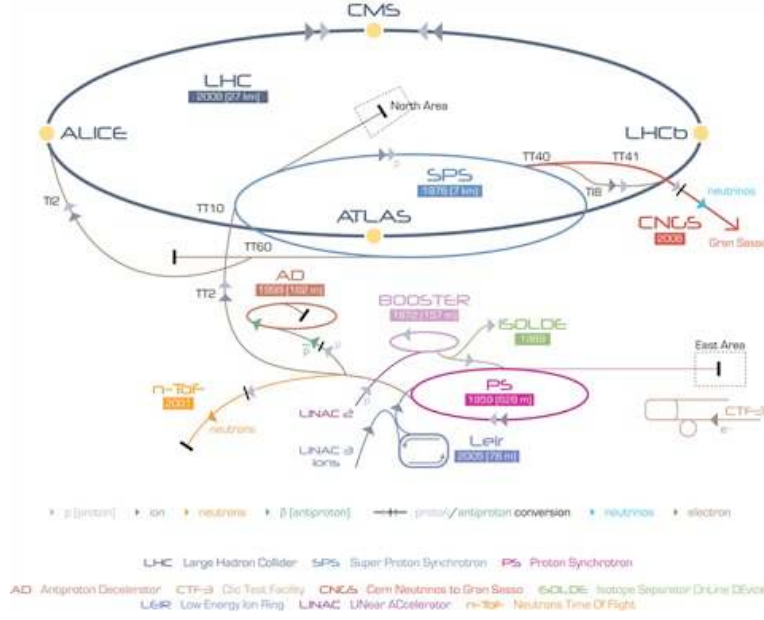 CMS
LHC
2008 (27 km)
North Area
ALICE
LHCb
TT40
TT41
SPS
1976 (7 km)
TI8
TI2
TT10
ATLAS
neutrinos
CNGS
2006
Gran Sasso
TT60
AD
1999 (182 m)
TT2
BOOSTER
1972 (157 m)
ISOLDE
1989
p
East Area
n-ToF
2001
PS
1959 (628 m)
LINAC 2
neutrons
CTF-3
e-
LINAC 3
Ions
Leir
2005 (78 m)
p (proton) ion neutrons p̄ (antiproton) proton/antiproton conversion neutrinos electron
LHC Large Hadron Collider SPS Super Proton Synchrotron PS Proton Synchrotron
AD Antiproton Decelerator CTF-3 Clic Test Facility CNGS Cern Neutrinos to Gran Sasso ISOLDE Isotope Separator OnLine DEvice
LEIR Low Energy Ion Ring LINAC LINear ACcelerator n-ToF Neutrons Time Of Flight